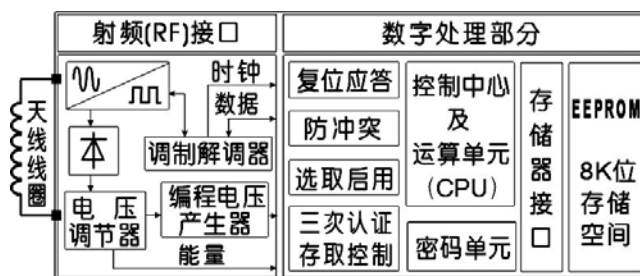 射频(RF)接口
数字处理部分
天线线圈
时钟
数据
调制解调器
电压
调节器
编程电压
产生器
能量
复位应答
防冲突
选取启用
三次认证
存取控制
控制中心
及
运算单元
(CPU)
密码单元
存储器接口
EEPROM
8K位
存储
空间